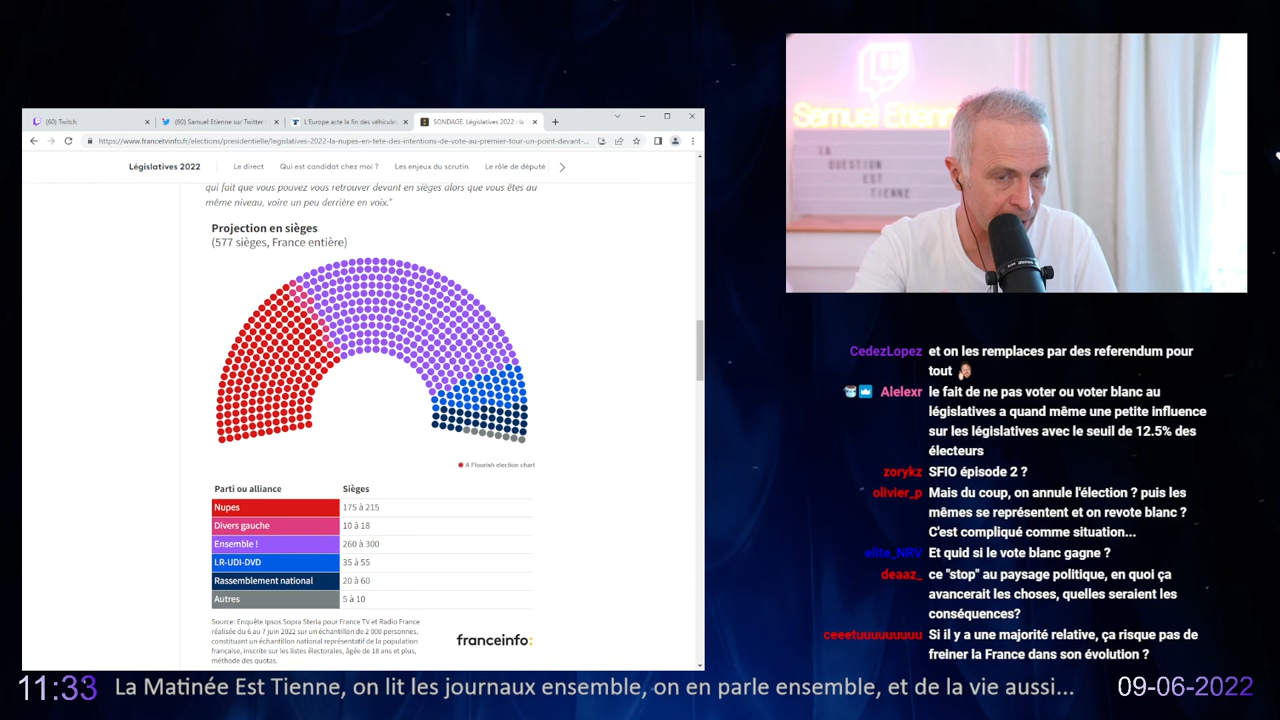 (60) Twitch
(60) Samuel Etienne sur Twitter
L'Europe acte la fin des véhicules
SONDAGE. Législatives 2022 : la
https://www.francetvinfo.fr/elections/presidentielle/legislatives-2022-la-nupes-en-tete-des-intentions-de-vote-au-premier-tour-un-point-devant-...
Législatives 2022
Le direct
Qui est candidat chez moi ?
Les enjeux du scrutin
Le rôle de député
qui fait que vous pouvez vous retrouver devant en sièges alors que vous êtes au
même niveau, voire un peu derrière en voix."
Projection en sièges
(577 sièges, France entière)
A Flourish election chart
Parti ou alliance Sièges
Nupes 175 à 215
Divers gauche 10 à 18
Ensemble ! 260 à 300
LR-UDI-DVD 35 à 55
Rassemblement national 20 à 60
Autres 5 à 10
Source: Enquête Ipsos Sopra Steria pour France TV et Radio France
réalisée du 6 au 7 juin 2022 sur un échantillon de 2 000 personnes,
constituant un échantillon national représentatif de la population
française, inscrite sur les listes électorales, âgée de 18 ans et plus,
méthode des quotas.
franceinfo:
Samuel Etienne
LA
QUESTION
EST
TIENNE
CedezLopez et on les remplaces par des referendum pour
tout
Alelexr le fait de ne pas voter ou voter blanc au
législatives a quand même une petite influence
sur les législatives avec le seuil de 12.5% des
électeurs
zorykz SFIO épisode 2 ?
olivier_p Mais du coup, on annule l'élection ? puis les
mêmes se représentent et on revote blanc ?
C'est compliqué comme situation...
elite_NRV Et quid si le vote blanc gagne ?
deaaz_ ce "stop" au paysage politique, en quoi ça
avancerait les choses, quelles seraient les
conséquences?
ceeetuuuuuuuuu Si il y a une majorité relative, ça risque pas de
freiner la France dans son évolution ?
11:33
La Matinée Est Tienne, on lit les journaux ensemble, on en parle ensemble, et de la vie aussi...
09-06-2022